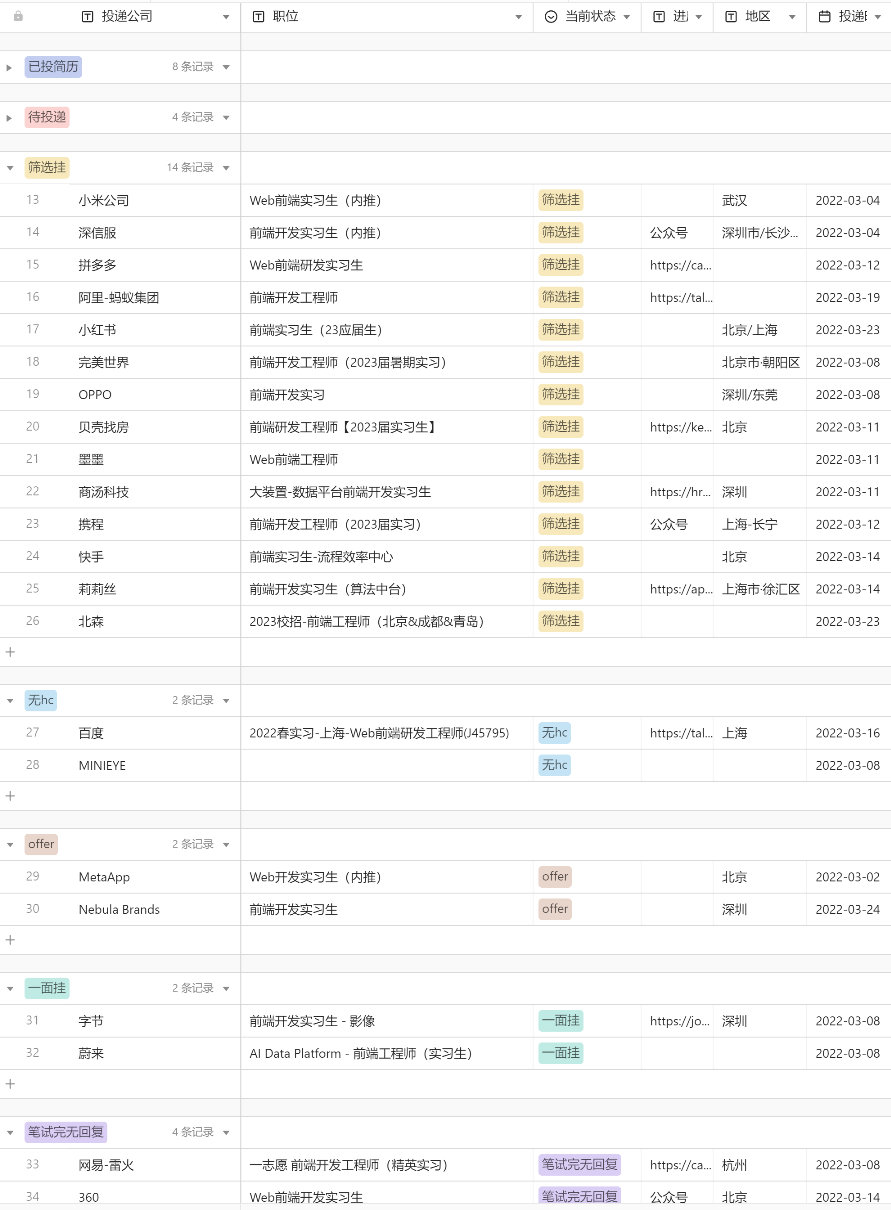 投递公司 职位 当前状态 进 地区 投递
已投简历 8 条记录
待投递 4 条记录
筛选挂 14 条记录
13 小米公司 Web前端实习生（内推） 筛选挂 武汉 2022-03-04
14 深信服 前端开发实习生（内推） 筛选挂 公众号 深圳市/长沙... 2022-03-04
15 拼多多 Web前端研发实习生 筛选挂 https://ca... 2022-03-12
16 阿里-蚂蚁集团 前端开发工程师 筛选挂 https://tal... 2022-03-19
17 小红书 前端实习生（23应届生） 筛选挂 北京/上海 2022-03-23
18 完美世界 前端开发工程师（2023届暑期实习） 筛选挂 北京市·朝阳区 2022-03-08
19 OPPO 前端开发实习 筛选挂 深圳/东莞 2022-03-08
20 贝壳找房 前端研发工程师【2023届实习生】 筛选挂 https://ke... 北京 2022-03-11
21 墨墨 Web前端工程师 筛选挂 2022-03-11
22 商汤科技 大装置-数据平台前端开发实习生 筛选挂 https://hr... 深圳 2022-03-11
23 携程 前端开发工程师（2023届实习） 筛选挂 公众号 上海-长宁 2022-03-12
24 快手 前端实习生-流程效率中心 筛选挂 北京 2022-03-14
25 莉莉丝 前端开发实习生（算法中台） 筛选挂 https://ap... 上海市·徐汇区 2022-03-14
26 北森 2023校招-前端工程师（北京&成都&青岛） 筛选挂 2022-03-23
无hc 2 条记录
27 百度 2022春实习-上海-Web前端研发工程师(J45795) 无hc https://tal... 上海 2022-03-16
28 MINIEYE 无hc 2022-03-08
offer 2 条记录
29 MetaApp Web开发实习生（内推） offer 北京 2022-03-02
30 Nebula Brands 前端开发实习生 offer 深圳 2022-03-24
一面挂 2 条记录
31 字节 前端开发实习生 - 影像 一面挂 https://jo... 深圳 2022-03-08
32 蔚来 AI Data Platform - 前端工程师（实习生） 一面挂 2022-03-08
笔试完无回复 4 条记录
33 网易-雷火 一志愿 前端开发工程师（精英实习） 笔试完无回复 https://ca... 杭州 2022-03-08
34 360 Web前端开发实习生 笔试完无回复 公众号 北京 2022-03-14